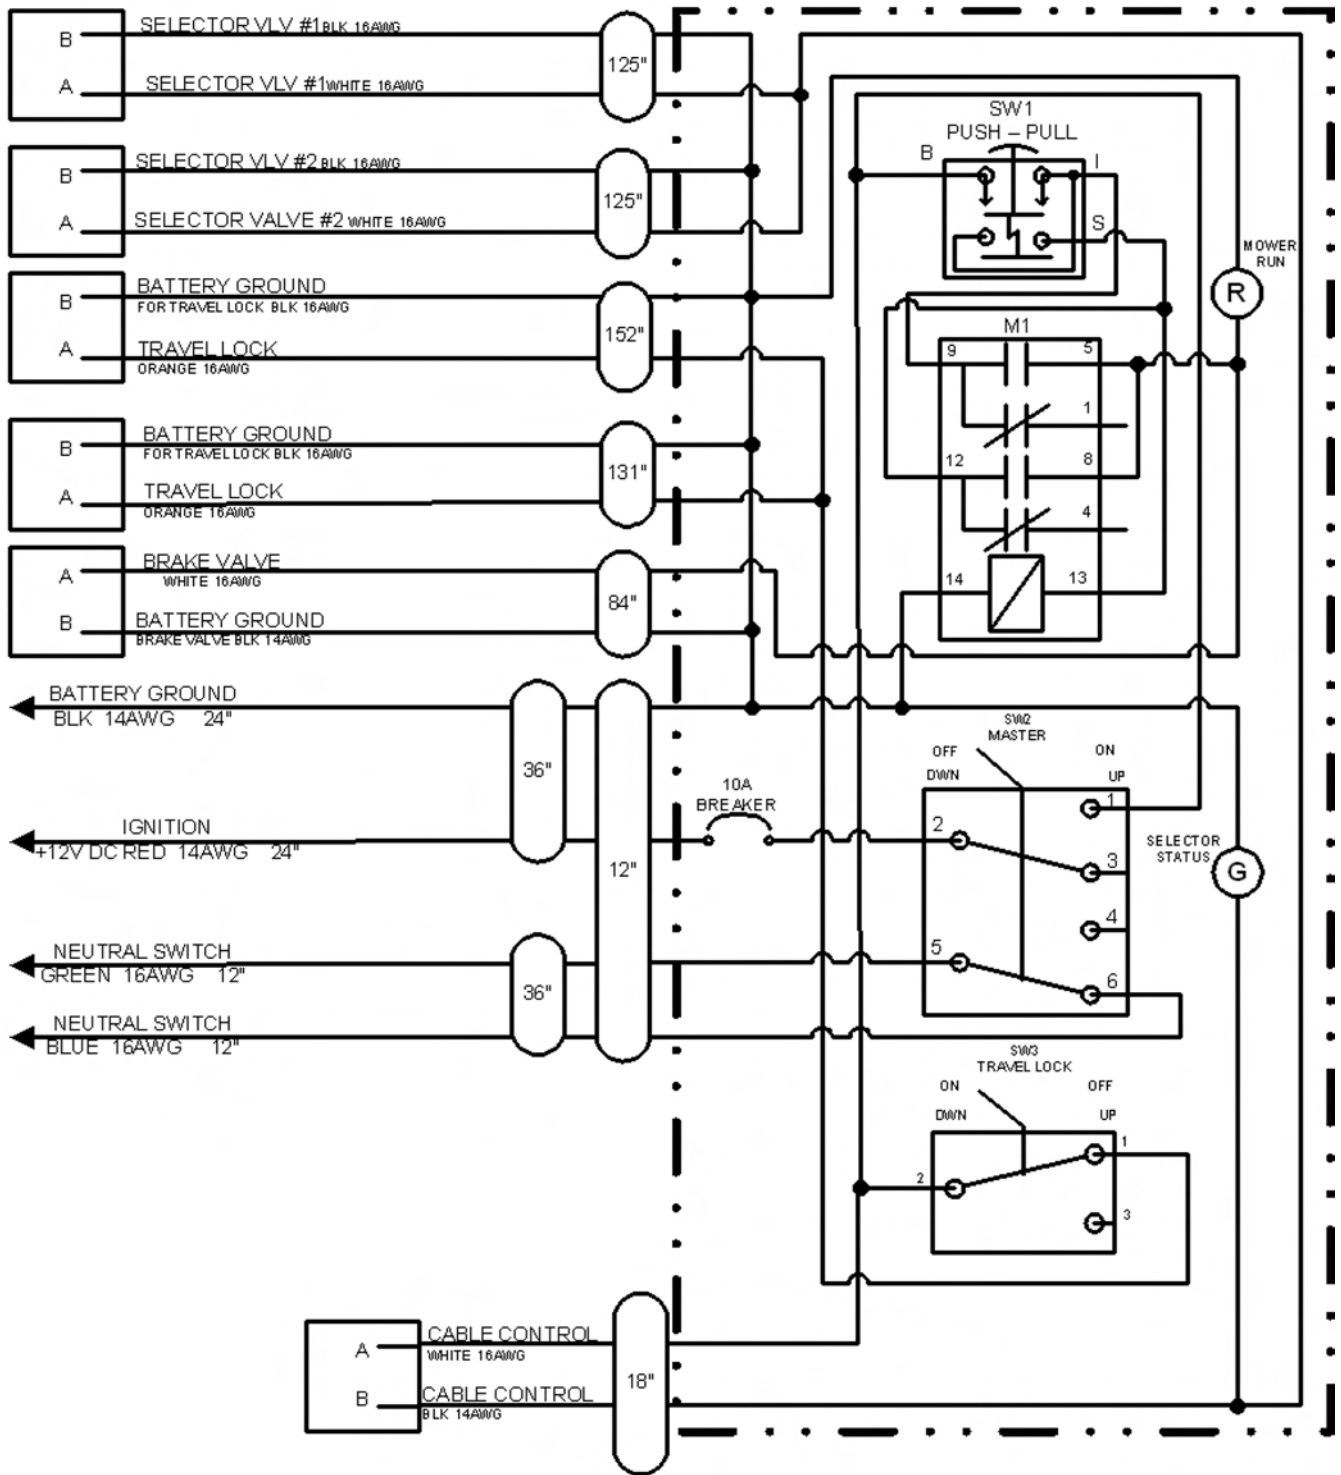 B
SELECTOR VLV #1 BLK 16AWG
A
SELECTOR VLV #1 WHITE 16AWG
125"
B
SELECTOR VLV #2 BLK 16AWG
A
SELECTOR VALVE #2 WHITE 16AWG
125"
B
BATTERY GROUND
FOR TRAVEL LOCK BLK 16AWG
A
TRAVEL LOCK
ORANGE 16AWG
152"
B
BATTERY GROUND
FOR TRAVEL LOCK BLK 16AWG
A
TRAVEL LOCK
ORANGE 16AWG
131"
A
BRAKE VALVE
WHITE 16AWG
B
BATTERY GROUND
BRAKE VALVE BLK 14AWG
84"
BATTERY GROUND
BLK 14AWG 24"
36"
IGNITION
+12V DC RED 14AWG 24"
12"
NEUTRAL SWITCH
GREEN 16AWG 12"
36"
NEUTRAL SWITCH
BLUE 16AWG 12"
A
CABLE CONTROL
WHITE 16AWG
B
CABLE CONTROL
BLK 14AWG
18"
SW1
PUSH – PULL
B
I
S
MOWER
RUN
R
M1
9
5
1
12
8
4
14
13
10A
BREAKER
SW2
MASTER
OFF
ON
DWN
UP
1
2
3
4
5
6
SELECTOR
STATUS
G
SW3
TRAVEL LOCK
ON
OFF
DWN
UP
1
2
3